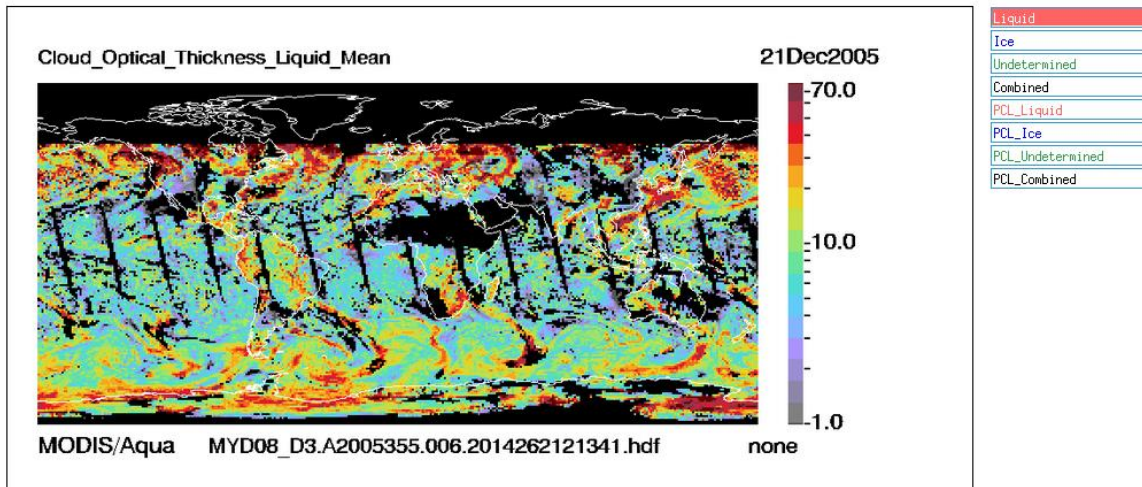 Cloud_Optical_Thickness_Liquid_Mean
21Dec2005
-70.0
-10.0
-1.0
MODIS/Aqua MYD08_D3.A2005355.006.2014262121341.hdf none
Liquid
Ice
Undetermined
Combined
PCL_Liquid
PCL_Ice
PCL_Undetermined
PCL_Combined